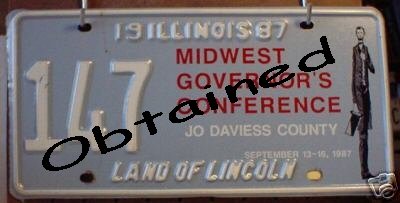 19 ILLINOIS 87
147
MIDWEST
GOVERNOR'S
CONFERENCE
JO DAVIESS COUNTY
SEPTEMBER 13-16, 1987
LAND OF LINCOLN
Obtained